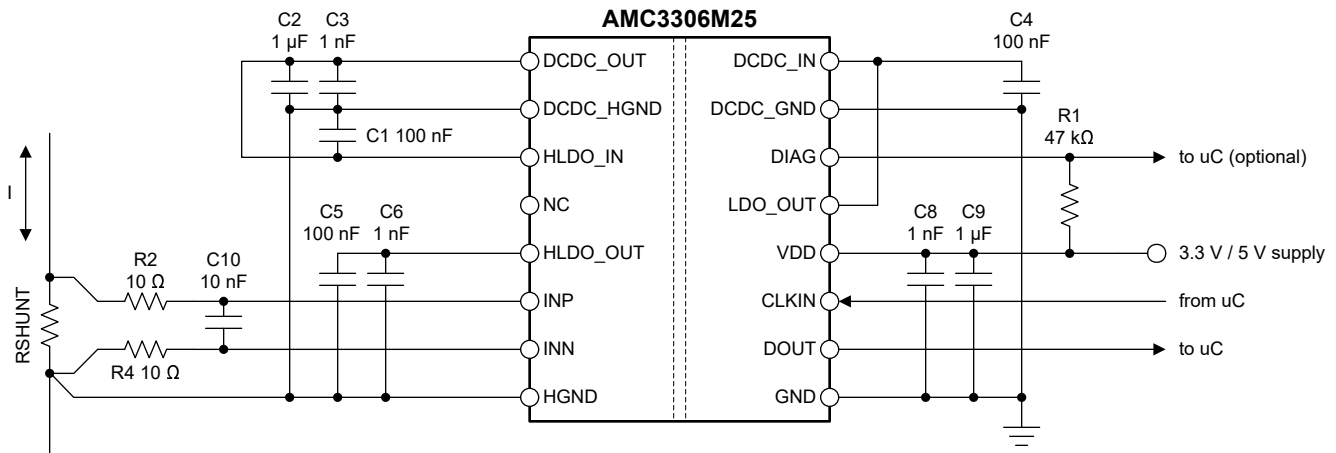 AMC3306M25
C2
1 µF
C3
1 nF
C4
100 nF
DCDC_OUT
DCDC_IN
DCDC_HGND
DCDC_GND
C1 100 nF
R1
47 kΩ
HLDO_IN
DIAG
to uC (optional)
I
NC
LDO_OUT
C5
100 nF
C6
1 nF
C8
1 nF
C9
1 µF
HLDO_OUT
VDD
3.3 V / 5 V supply
R2
10 Ω
C10
10 nF
INP
CLKIN
from uC
RSHUNT
INN
DOUT
to uC
R4 10 Ω
HGND
GND